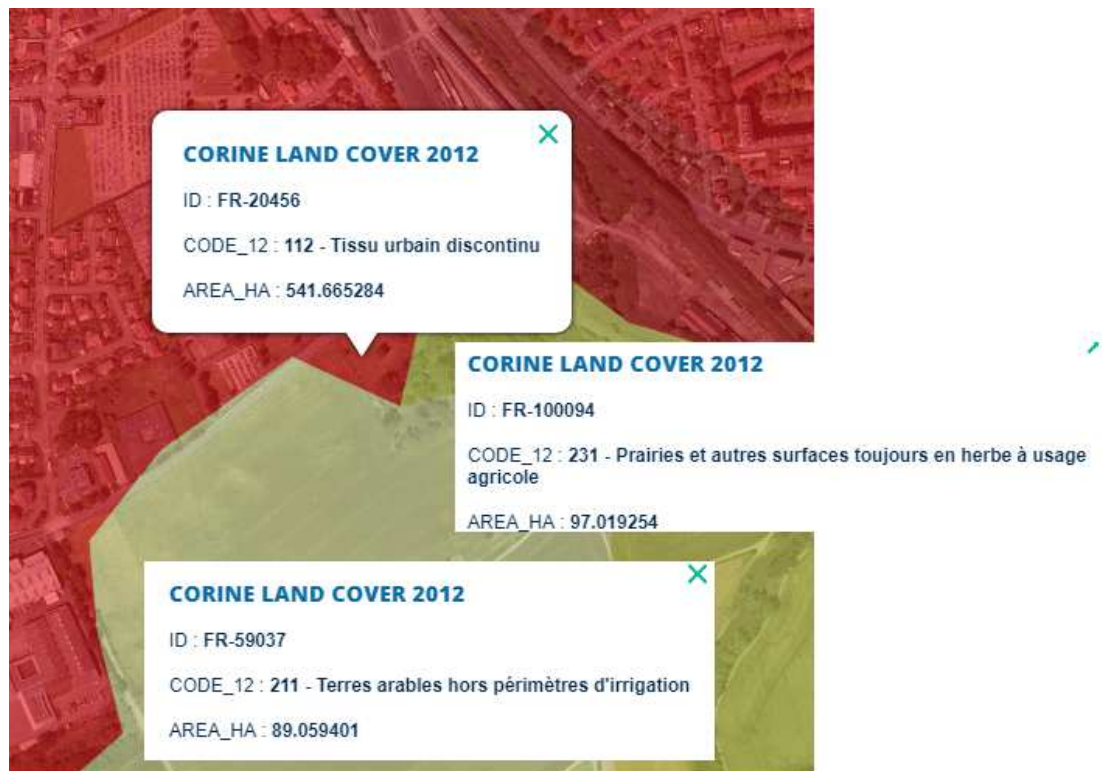 CORINE LAND COVER 2012
ID : FR-20456
CODE_12 : 112 - Tissu urbain discontinu
AREA_HA : 541.665284
CORINE LAND COVER 2012
ID : FR-100094
CODE_12 : 231 - Prairies et autres surfaces toujours en herbe à usage
agricole
AREA_HA : 97.019254
CORINE LAND COVER 2012
ID : FR-59037
CODE_12 : 211 - Terres arables hors périmètres d'irrigation
AREA_HA : 89.059401